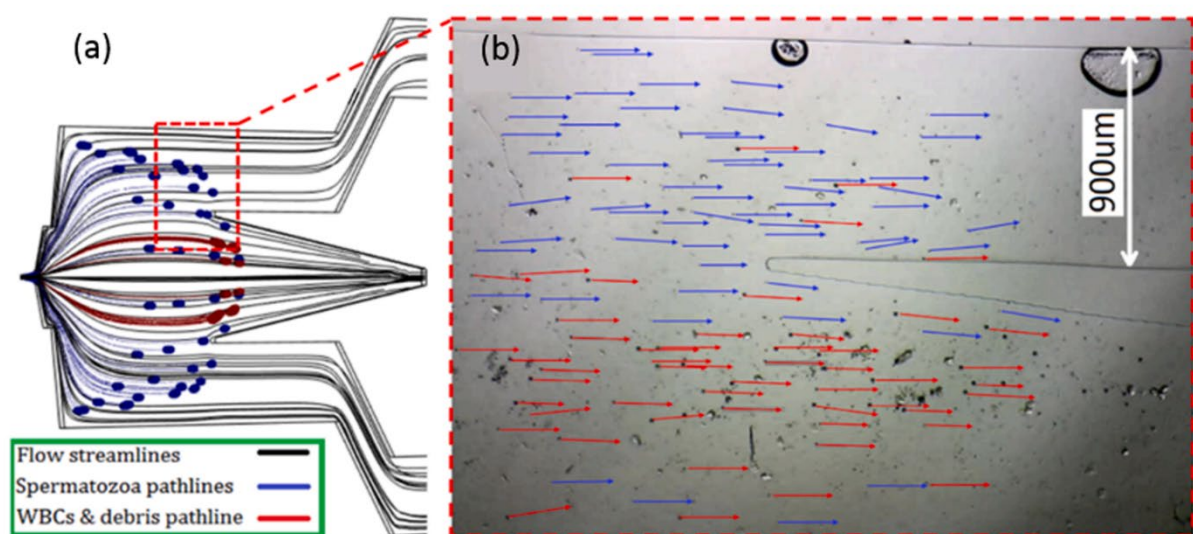 (a)
(b)
900um
Flow streamlines
Spermatozoa pathlines
WBCs & debris pathline